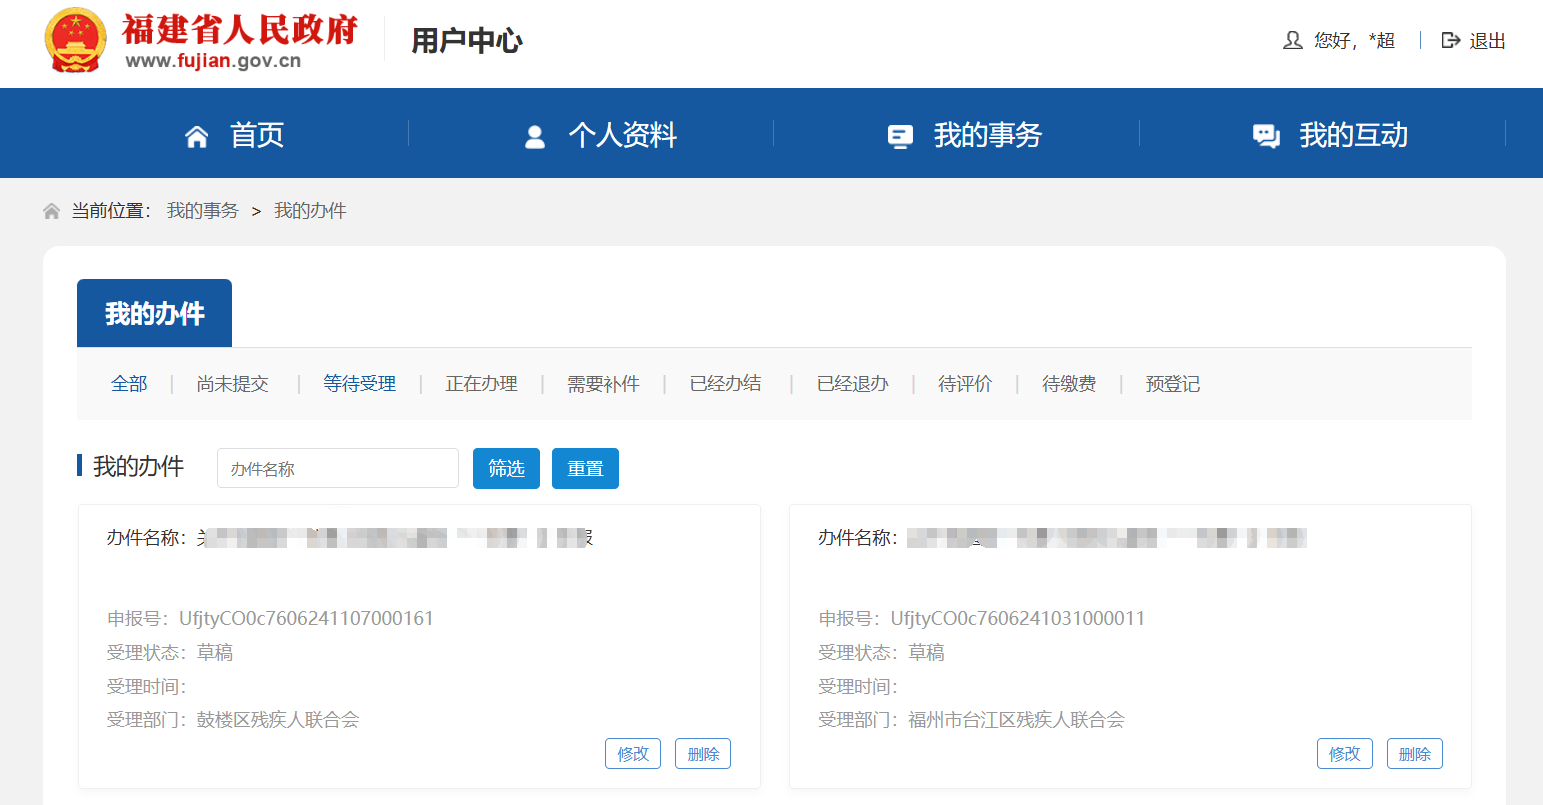 福建省人民政府
www.fujian.gov.cn
用户中心
您好，*超
退出
首页
个人资料
我的事务
我的互动
当前位置： 我的事务 > 我的办件
我的办件
全部 | 尚未提交 | 等待受理 | 正在办理 | 需要补件 | 已经办结 | 已经退办 | 待评价 | 待缴费 | 预登记
我的办件
办件名称
筛选
重置
办件名称：
申报号：UfjtyCO0c7606241107000161
受理状态：草稿
受理时间：
受理部门：鼓楼区残疾人联合会
修改 删除
办件名称：
申报号：UfjtyCO0c7606241031000011
受理状态：草稿
受理时间：
受理部门：福州市台江区残疾人联合会
修改 删除